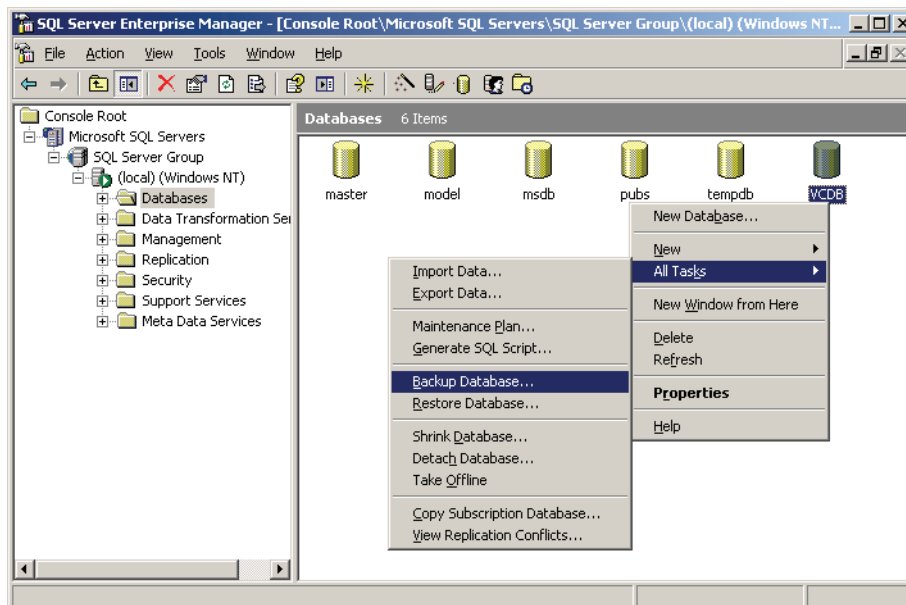 SQL Server Enterprise Manager - [Console Root\Microsoft SQL Servers\SQL Server Group\(local) (Windows NT...
File Action View Tools Window Help
Console Root
Microsoft SQL Servers
SQL Server Group
(local) (Windows NT)
Databases
Data Transformation Ser
Management
Replication
Security
Support Services
Meta Data Services
Databases 6 Items
master model msdb pubs tempdb VCDB
New Database...
New
All Tasks
New Window from Here
Delete
Refresh
Properties
Help
Import Data...
Export Data...
Maintenance Plan...
Generate SQL Script...
Backup Database...
Restore Database...
Shrink Database...
Detach Database...
Take Offline
Copy Subscription Database...
View Replication Conflicts...